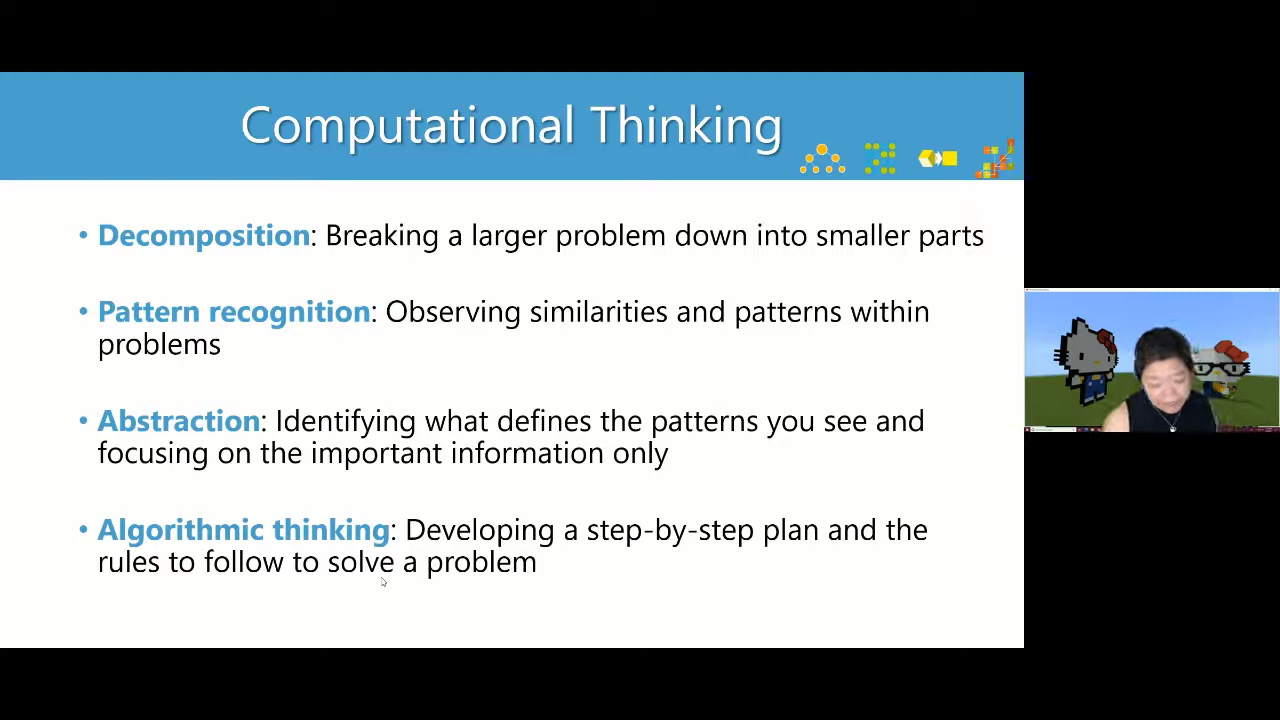 Computational Thinking
• Decomposition: Breaking a larger problem down into smaller parts
• Pattern recognition: Observing similarities and patterns within
problems
• Abstraction: Identifying what defines the patterns you see and
focusing on the important information only
• Algorithmic thinking: Developing a step-by-step plan and the
rules to follow to solve a problem